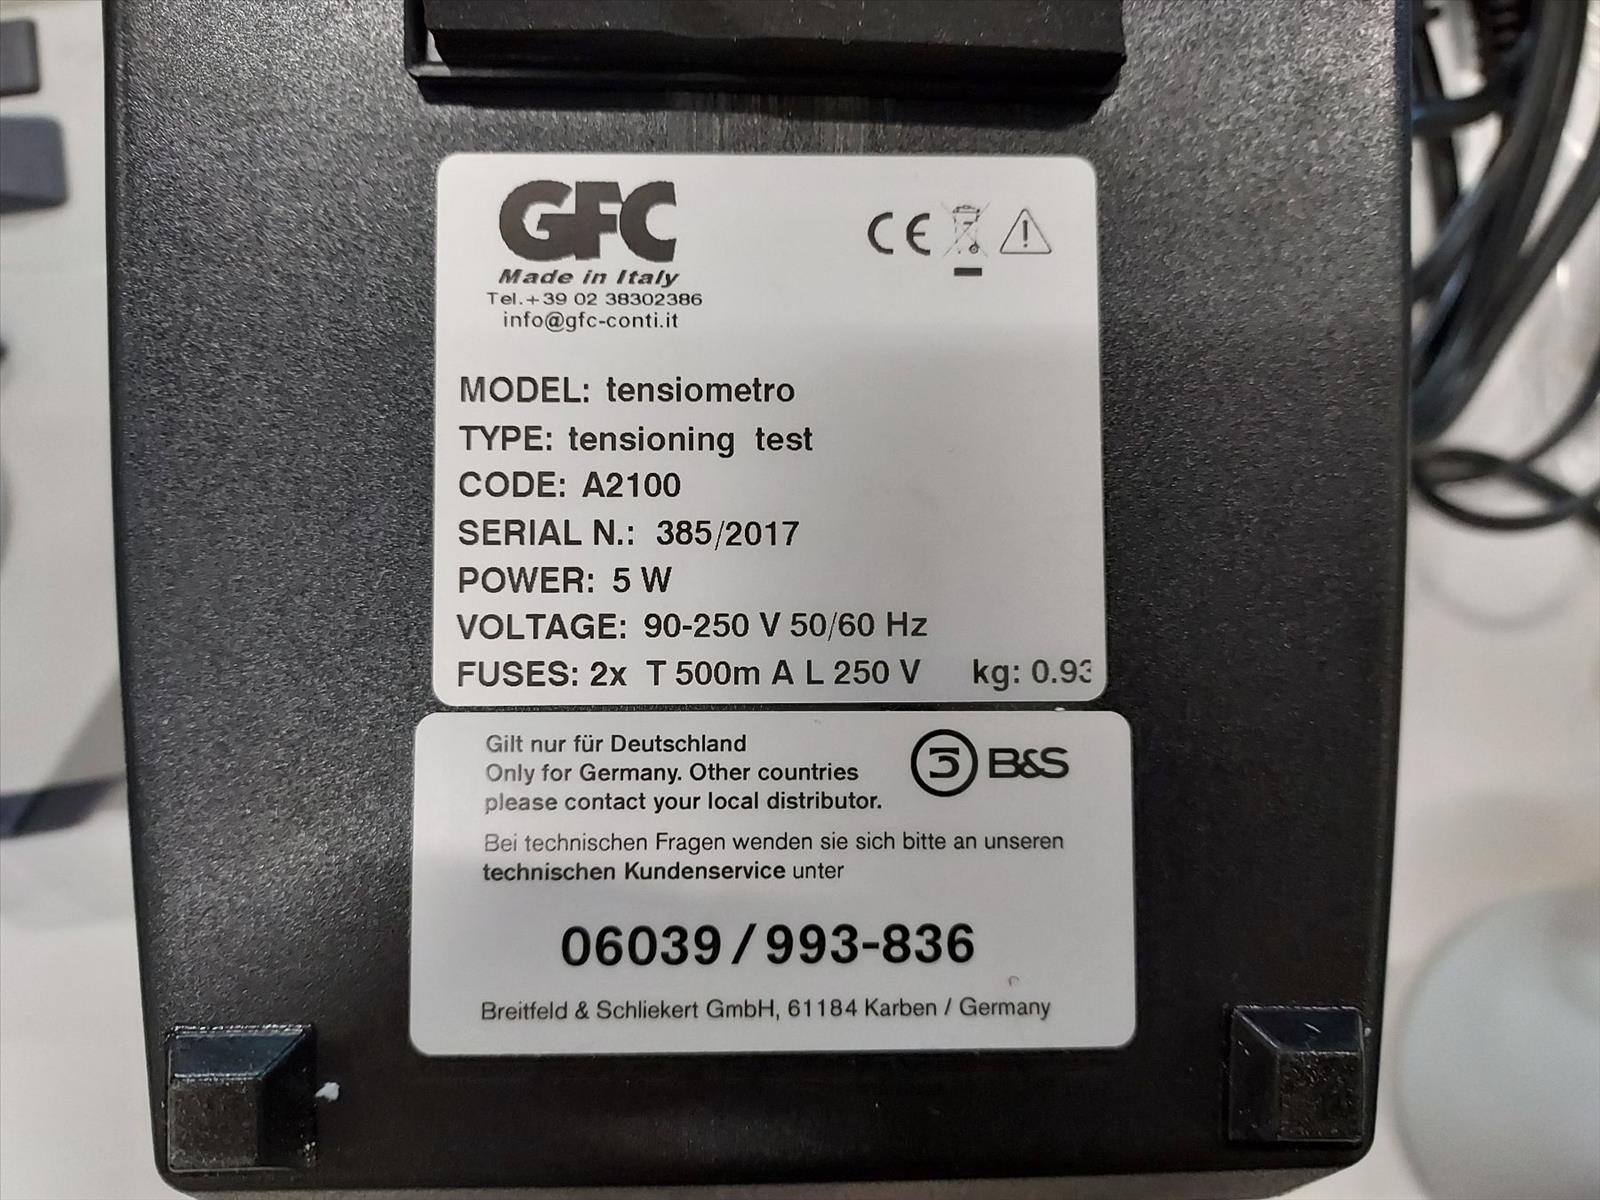 GFC
Made in Italy
Tel.+39 02 38302386
info@gfc-conti.it
CE
MODEL: tensiometro
TYPE: tensioning test
CODE: A2100
SERIAL N.: 385/2017
POWER: 5 W
VOLTAGE: 90-250 V 50/60 Hz
FUSES: 2x T 500m A L 250 V kg: 0.93
Gilt nur für Deutschland
Only for Germany. Other countries
please contact your local distributor.
B&S
Bei technischen Fragen wenden sie sich bitte an unseren
technischen Kundenservice unter
06039 / 993-836
Breitfeld & Schliekert GmbH, 61184 Karben / Germany